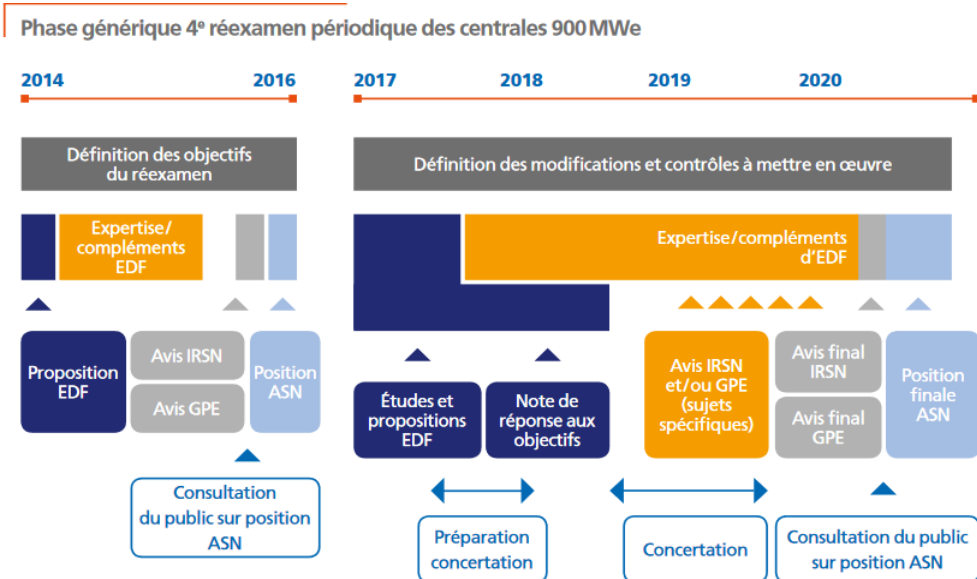 Phase générique 4e réexamen périodique des centrales 900 MWe
2014
2016
2017
2018
2019
2020
Définition des objectifs
du réexamen
Définition des modifications et contrôles à mettre en œuvre
Expertise/
compléments
EDF
Expertise/compléments
d'EDF
Proposition
EDF
Avis IRSN
Avis GPE
Position
ASN
Études et
propositions
EDF
Note de
réponse aux
objectifs
Avis IRSN
et/ou GPE
(sujets
spécifiques)
Avis final
IRSN
Avis final
GPE
Position
finale
ASN
Consultation
du public sur position
ASN
Préparation
concertation
Concertation
Consultation du public
sur position ASN